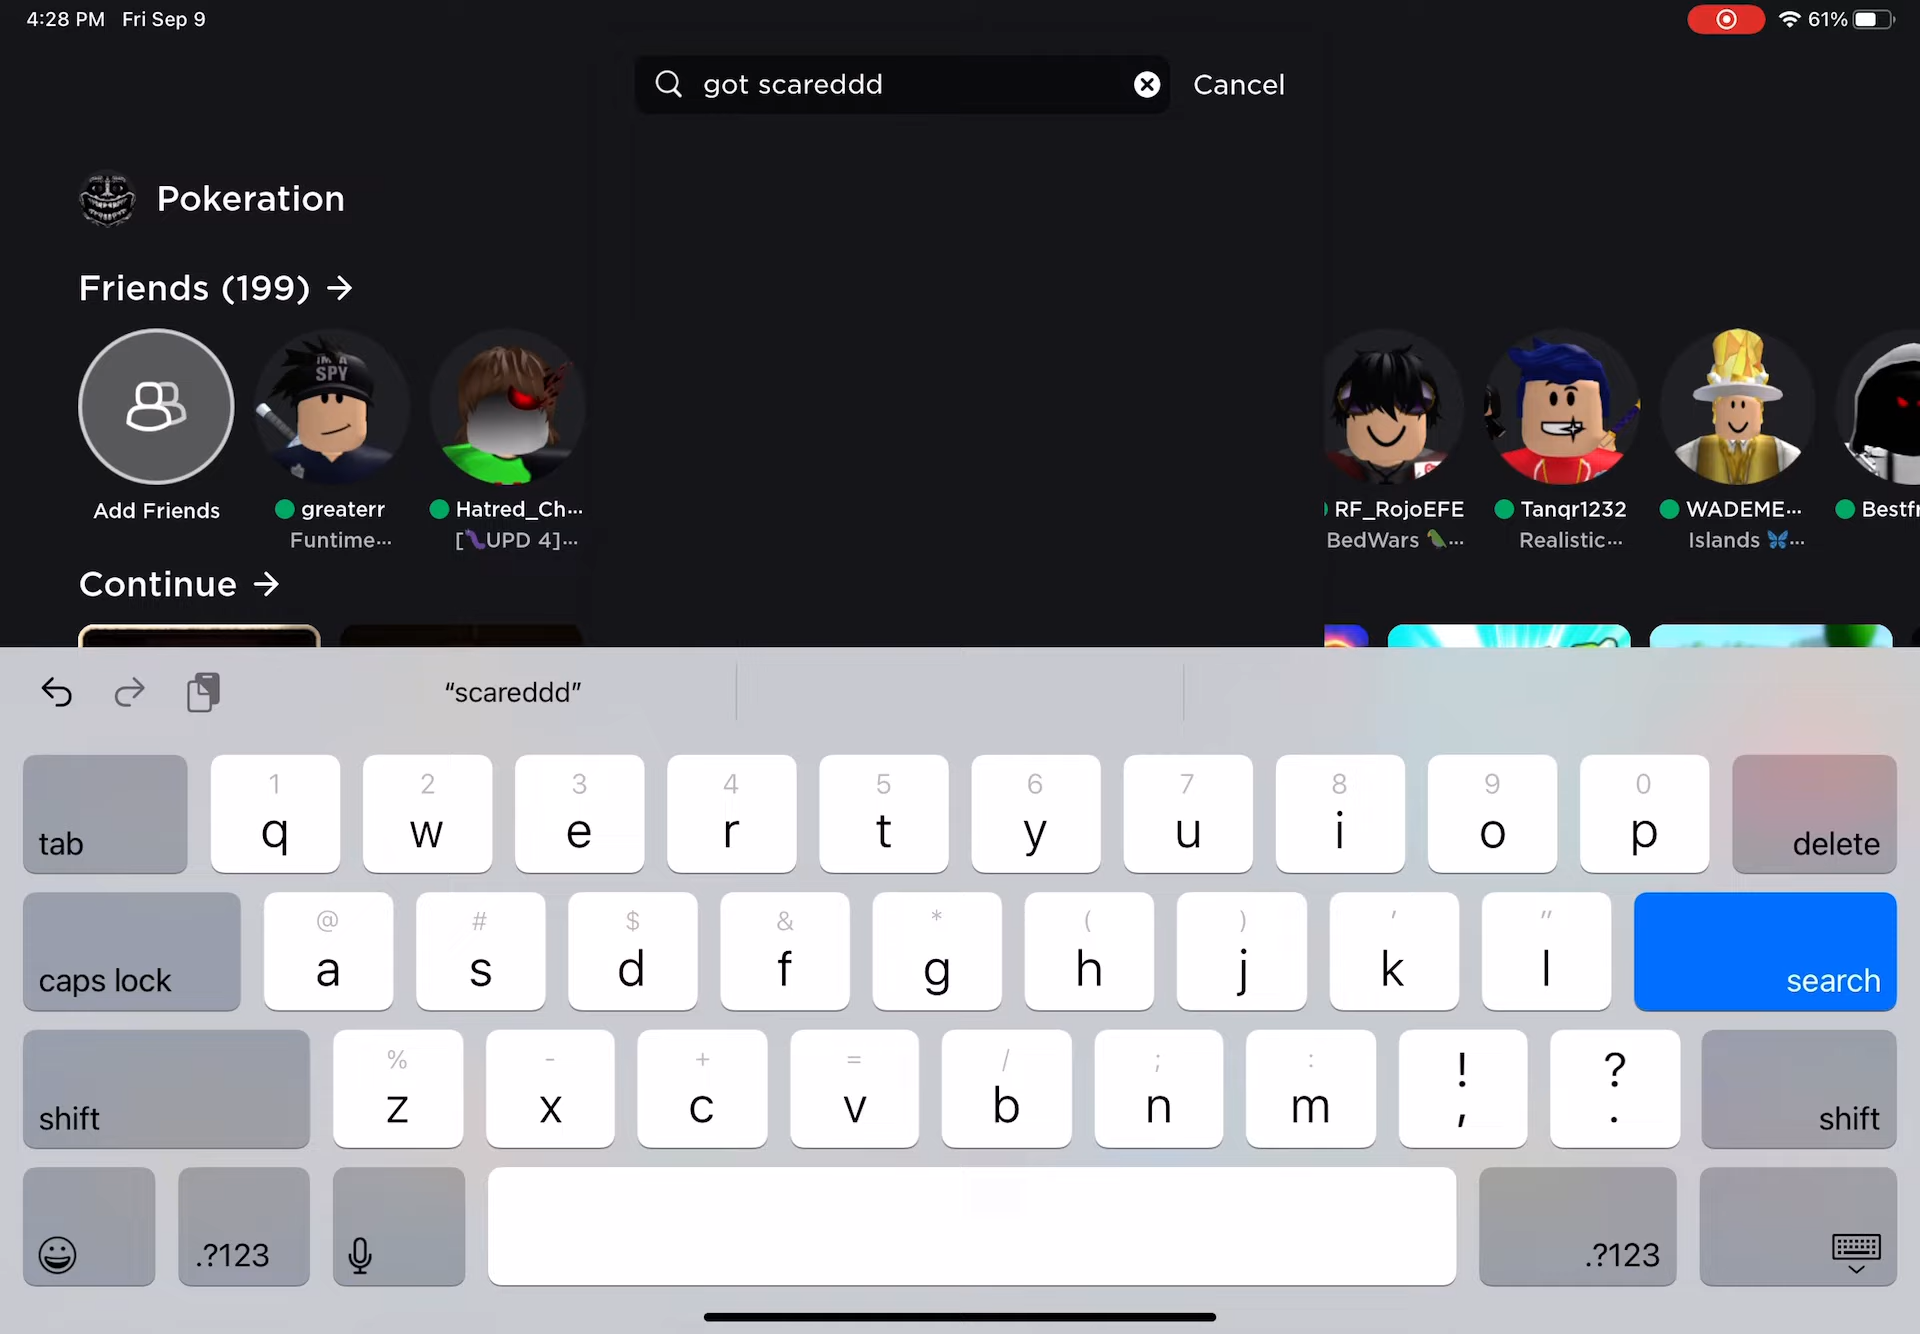 4:28 PM Fri Sep 9 61%
got scareddd Cancel
Pokeration
Friends (199) →
I'M A
SPY
Add Friends greaterr Hatred_Ch... RF_RojoEFE Tanqr1232 WADEME... Bestfr
Funtime... [UPD 4]... BedWars ... Realistic... Islands ...
Continue →
“scareddd”
1 2 3 4 5 6 7 8 9 0
tab q w e r t y u i o p delete
@ # $ & * ( ) ' "
caps lock a s d f g h j k l search
% - + = / ; : ! ?
shift z x c v b n m , . shift
.?123 .?123